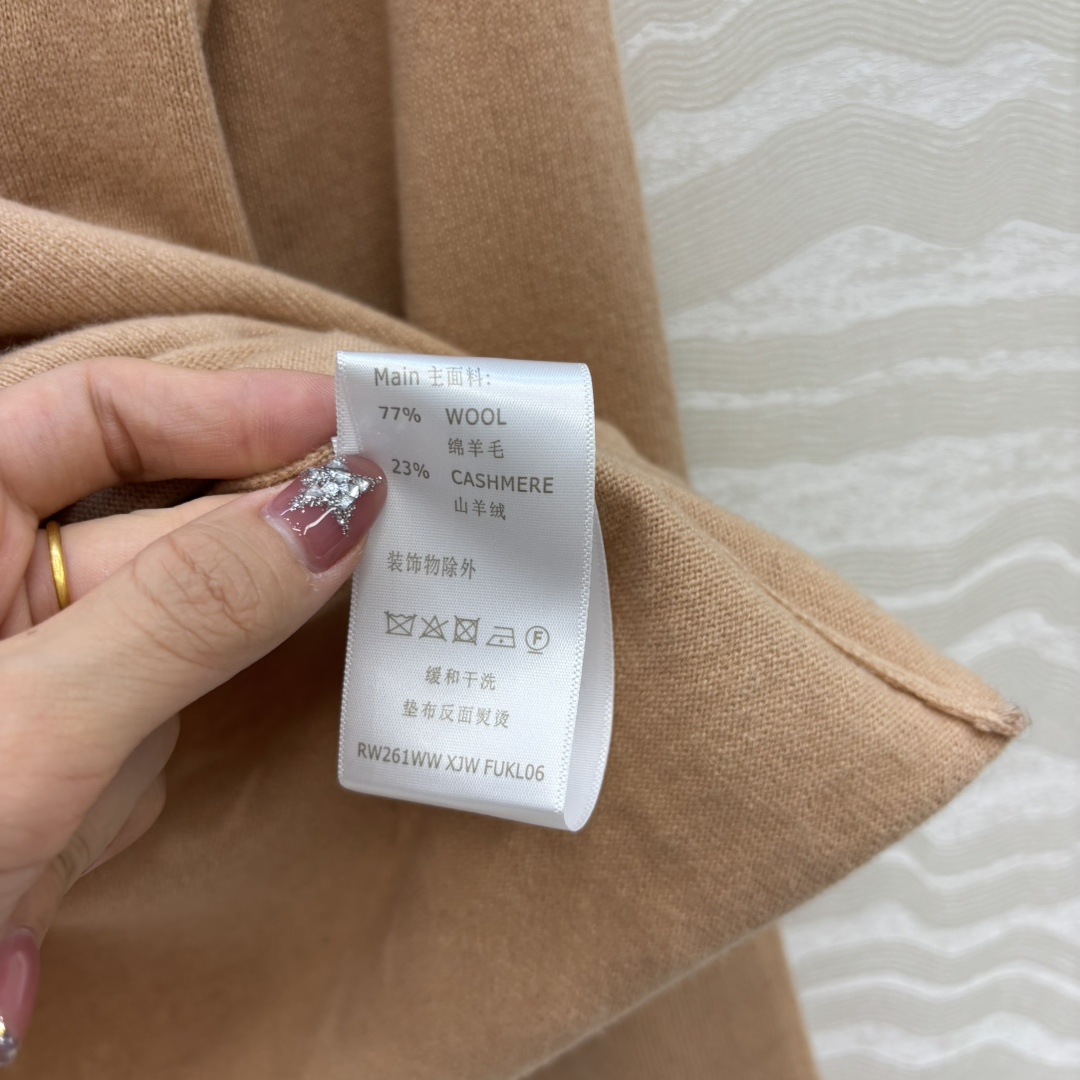 Main 主面料:
77% WOOL
绵羊毛
23% CASHMERE
山羊绒
装饰物除外
F
缓和干洗
垫布反面熨烫
RW261WW XJW FUKL06